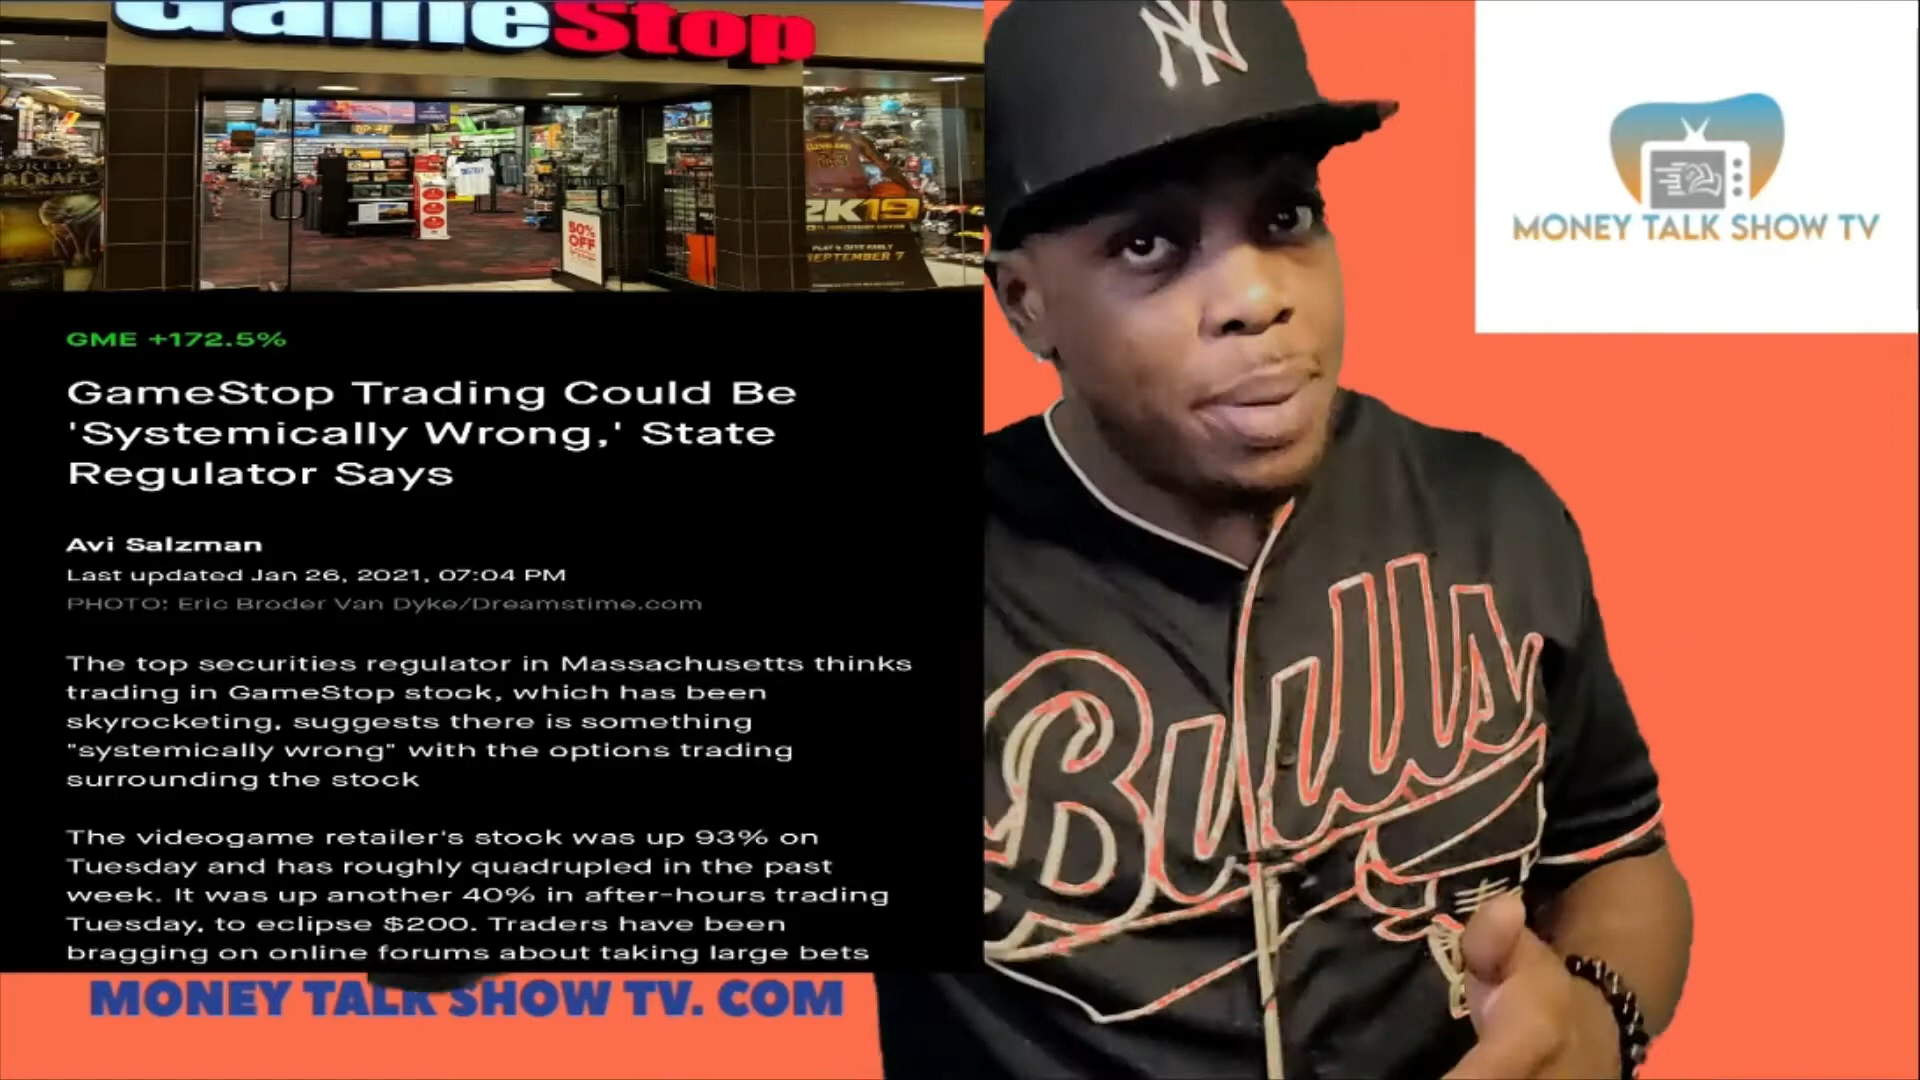 GameStop
50%
OFF
2K19
SEPTEMBER 7
GME +172.5%
GameStop Trading Could Be
'Systemically Wrong,' State
Regulator Says
Avi Salzman
Last updated Jan 26, 2021, 07:04 PM
PHOTO: Eric Broder Van Dyke/Dreamstime.com
The top securities regulator in Massachusetts thinks
trading in GameStop stock, which has been
skyrocketing, suggests there is something
"systemically wrong" with the options trading
surrounding the stock
The videogame retailer's stock was up 93% on
Tuesday and has roughly quadrupled in the past
week. It was up another 40% in after-hours trading
Tuesday, to eclipse $200. Traders have been
bragging on online forums about taking large bets
MONEY TALK SHOW TV. COM
NY
Bulls
MONEY TALK SHOW TV